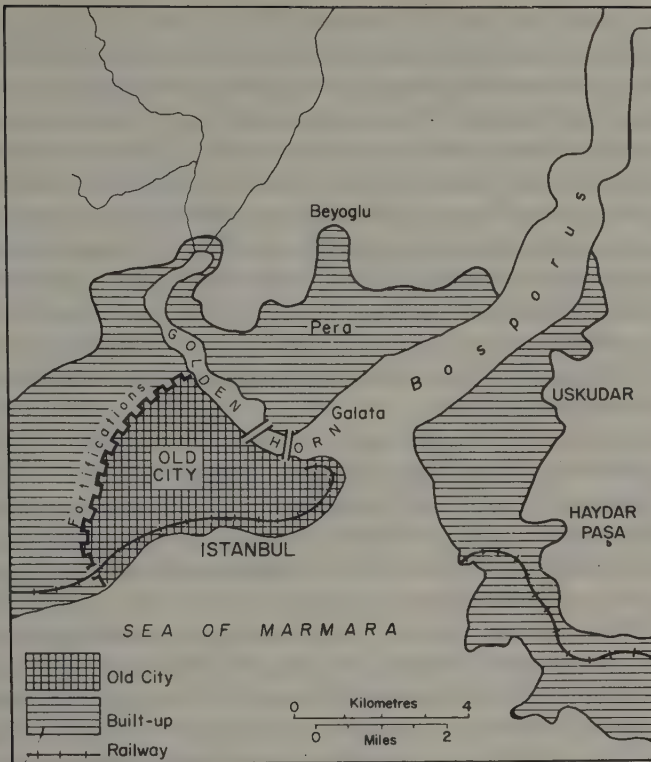 Beyoglu
Pera
Bosporus
GOLDEN HORN
Galata
USKUDAR
Fortifications
OLD
CITY
HAYDAR
PAŞA
ISTANBUL
SEA OF MARMARA
Old City
Built-up
Railway
Kilometres
0 4
0 2
Miles